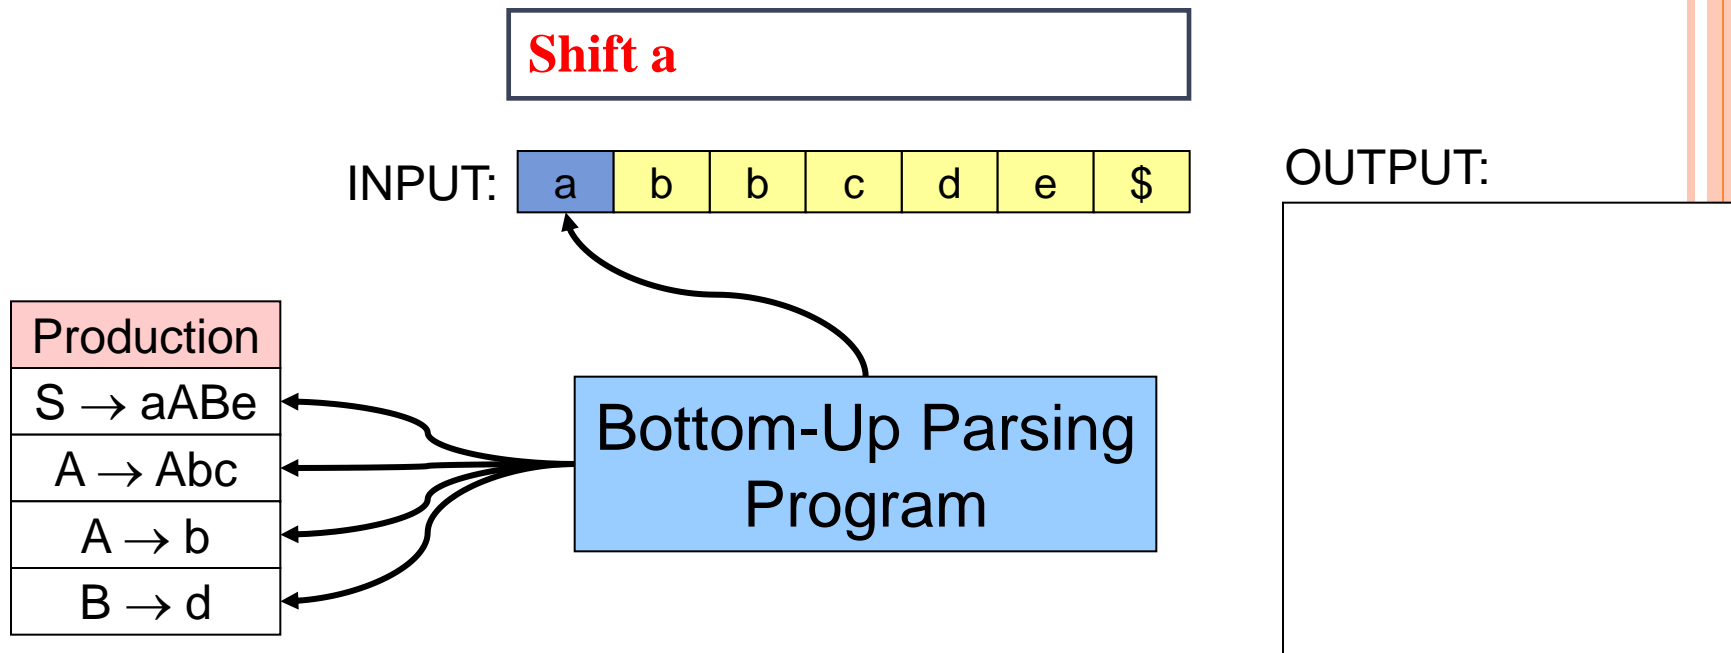 Shift a
INPUT: a b b c d e $
OUTPUT:
Production
S → aABe
A → Abc
A → b
B → d
Bottom-Up Parsing
Program